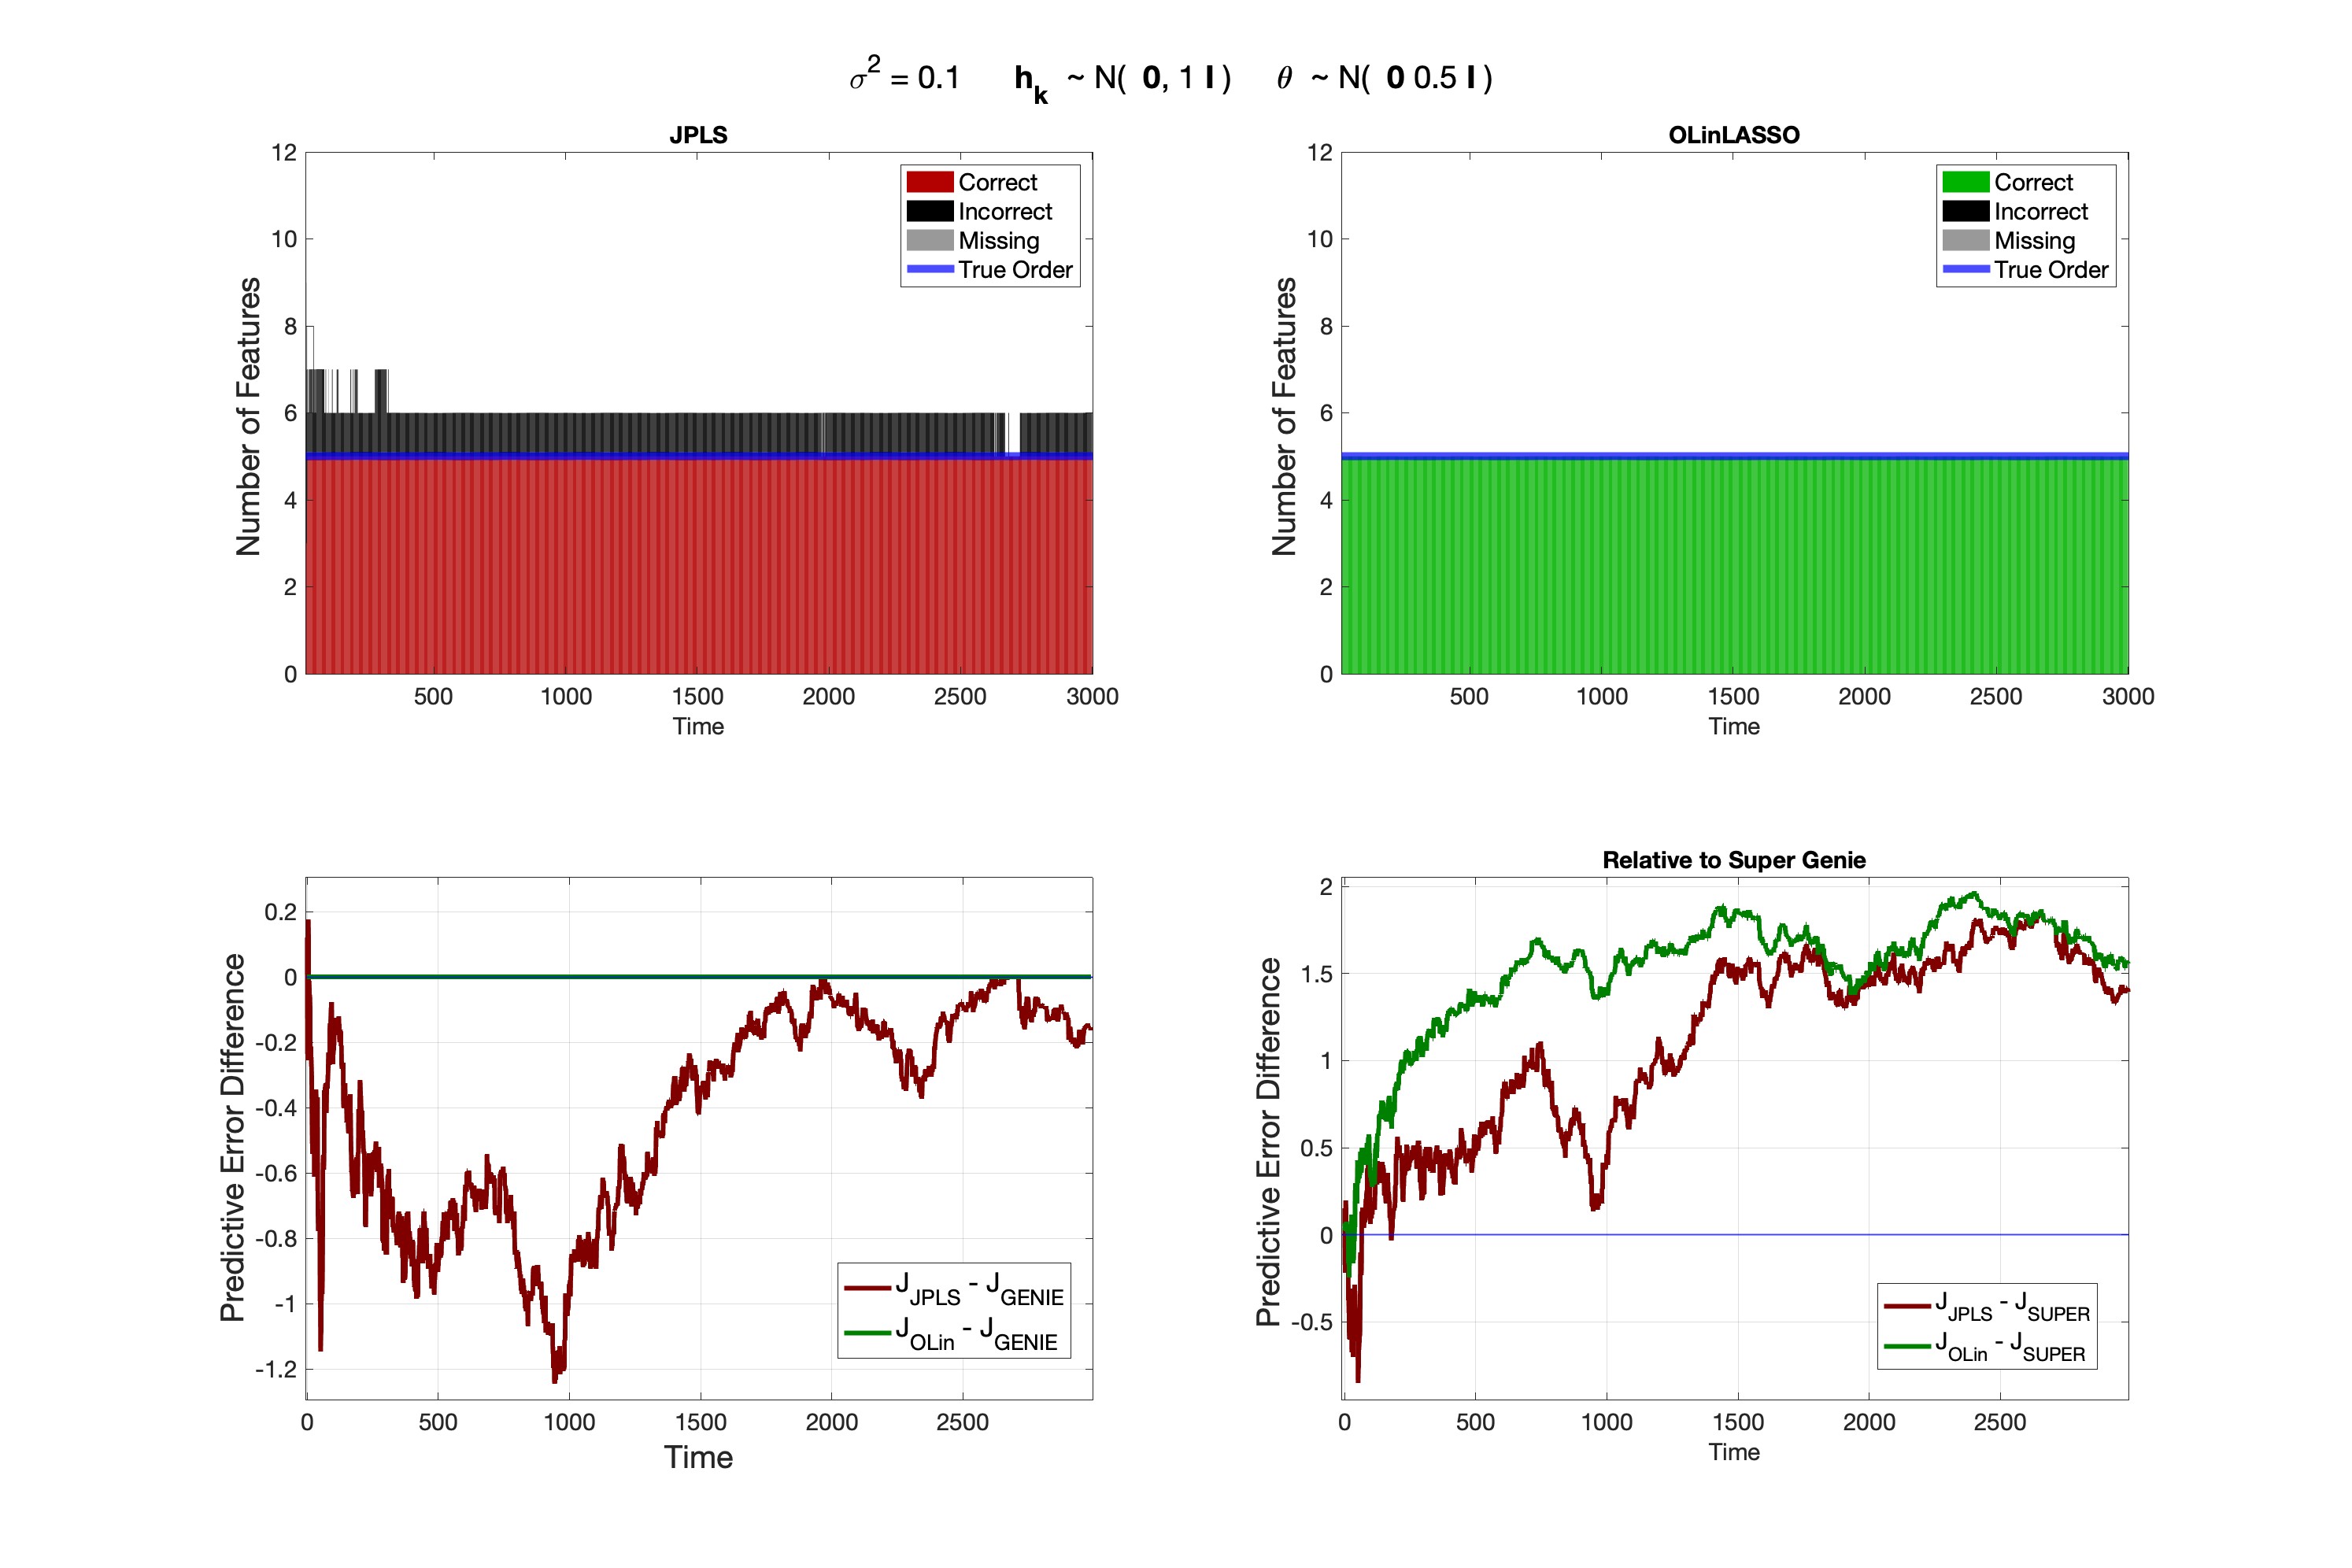 σ² = 0.1 h_k ~ N( 0, 1 I ) θ ~ N( 0 0.5 I )
JPLS
12
10
8
6
4
2
0
Number of Features
Correct
Incorrect
Missing
True Order
500 1000 1500 2000 2500 3000
Time
OLinLASSO
12
10
8
6
4
2
0
Number of Features
Correct
Incorrect
Missing
True Order
500 1000 1500 2000 2500 3000
Time
0.2
0
-0.2
-0.4
-0.6
-0.8
-1
-1.2
Predictive Error Difference
J_JPLS - J_GENIE
J_OLin - J_GENIE
0 500 1000 1500 2000 2500
Time
Relative to Super Genie
2
1.5
1
0.5
0
-0.5
Predictive Error Difference
J_JPLS - J_SUPER
J_OLin - J_SUPER
0 500 1000 1500 2000 2500
Time